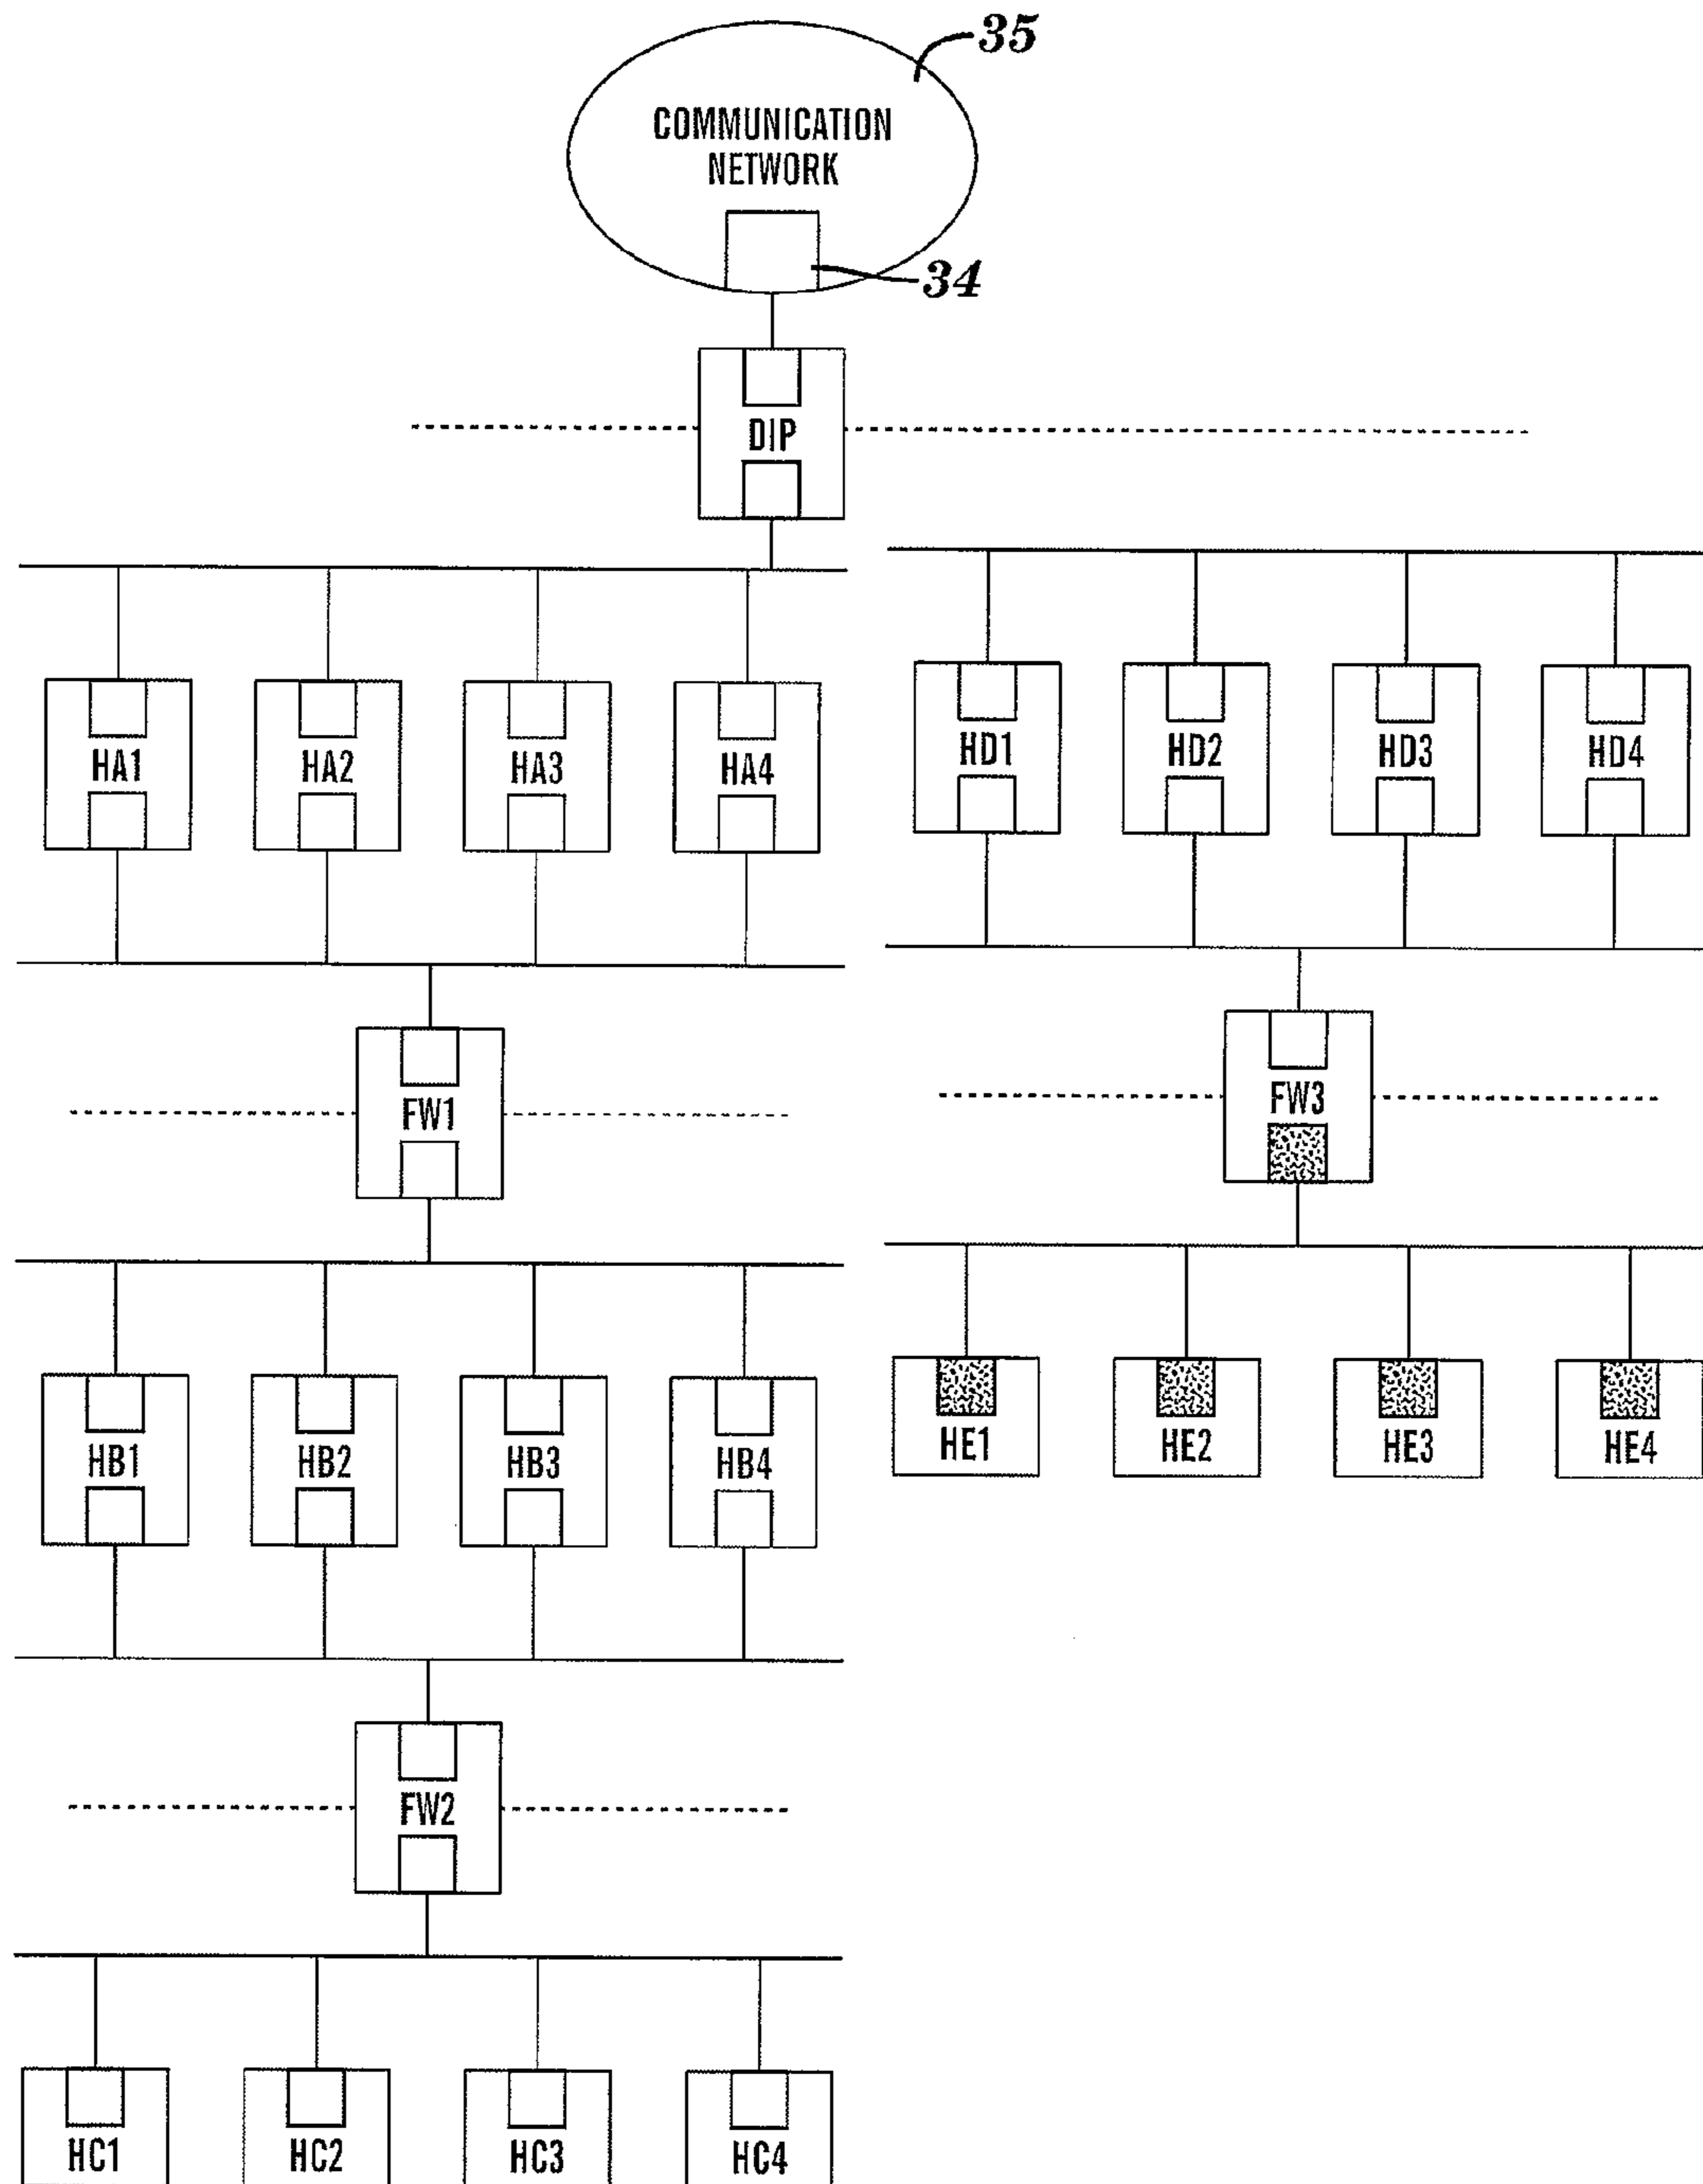 35
COMMUNICATION
NETWORK
34
DIP
HA1 HA2 HA3 HA4
HD1 HD2 HD3 HD4
FW1
FW3
HB1 HB2 HB3 HB4
HE1 HE2 HE3 HE4
FW2
HC1 HC2 HC3 HC4